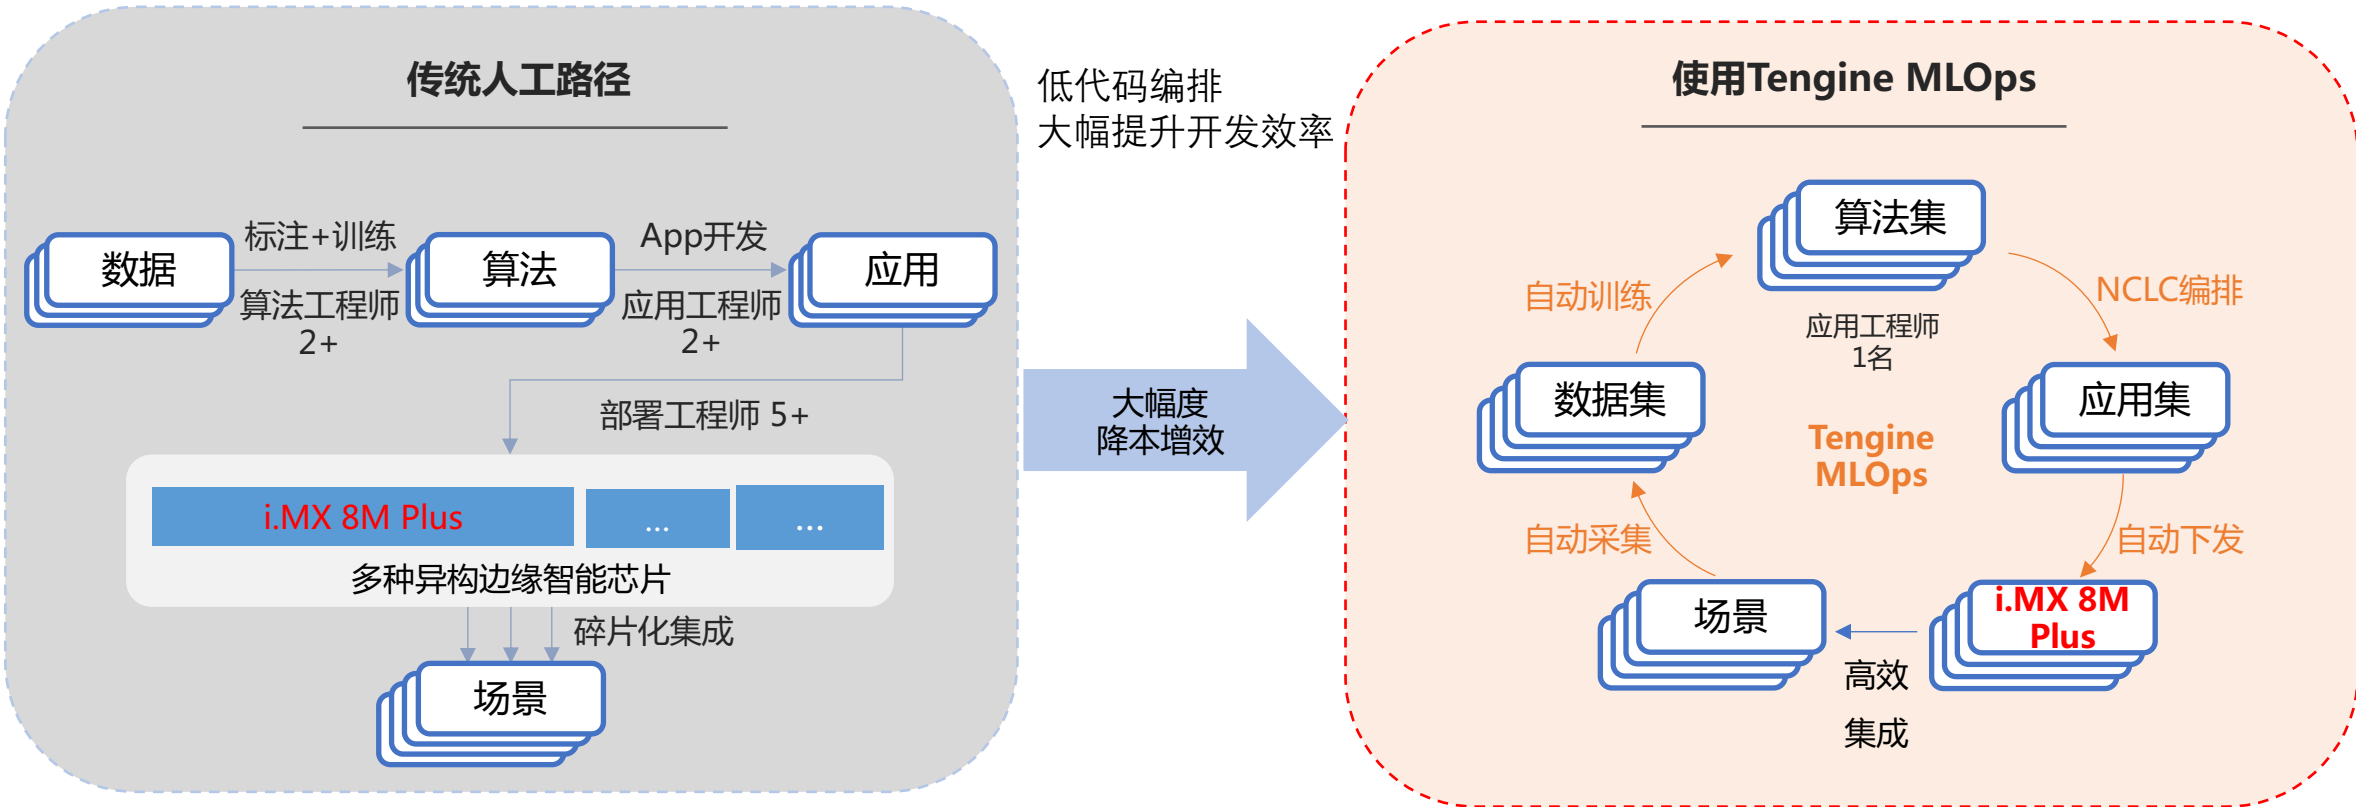 传统人工路径
数据
标注+训练
算法工程师
2+
算法
App开发
应用工程师
2+
应用
部署工程师 5+
i.MX 8M Plus
...
...
多种异构边缘智能芯片
碎片化集成
场景
低代码编排
大幅提升开发效率
大幅度
降本增效
使用Tengine MLOps
算法集
自动训练
NCLC编排
应用工程师
1名
数据集
应用集
Tengine
MLOps
自动采集
自动下发
场景
i.MX 8M
Plus
高效
集成